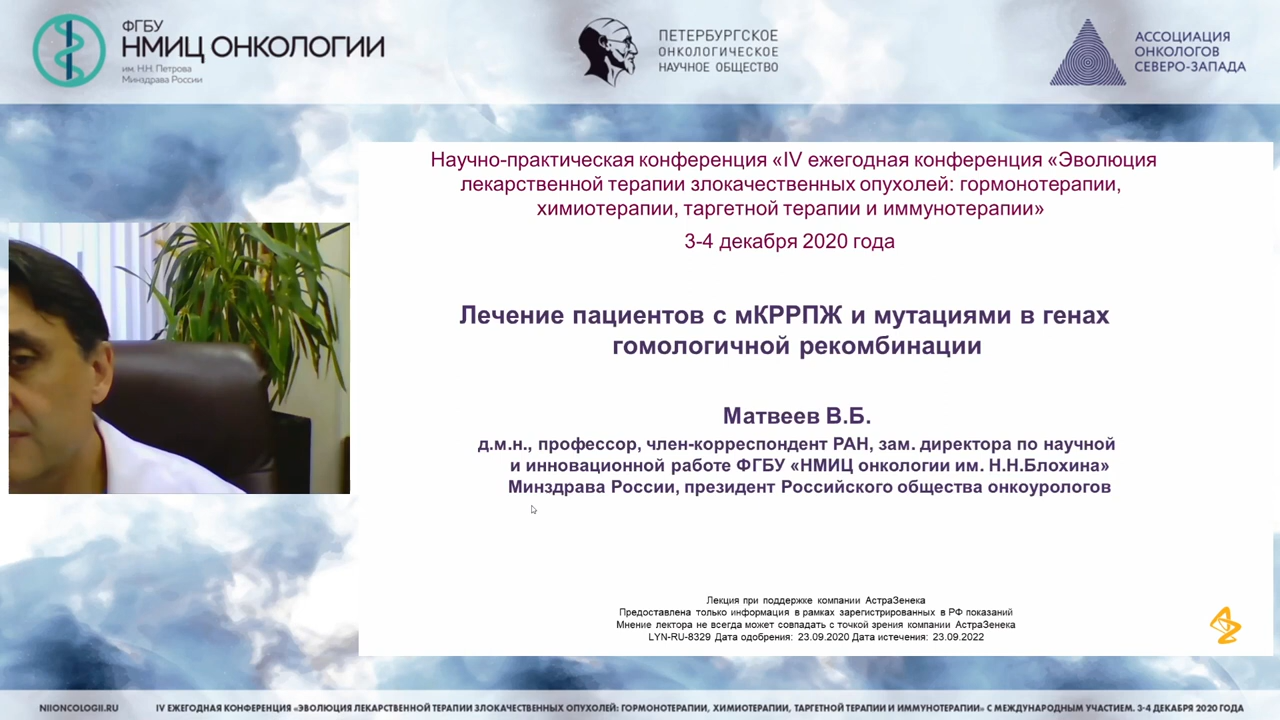 ФГБУ
НМИЦ ОНКОЛОГИИ
им. Н.Н. Петрова
Минздрава России
ПЕТЕРБУРГСКОЕ
ОНКОЛОГИЧЕСКОЕ
НАУЧНОЕ ОБЩЕСТВО
АССОЦИАЦИЯ
ОНКОЛОГОВ
СЕВЕРО-ЗАПАДА
Научно-практическая конференция «IV ежегодная конференция «Эволюция
лекарственной терапии злокачественных опухолей: гормонотерапии,
химиотерапии, таргетной терапии и иммунотерапии»
3-4 декабря 2020 года
Лечение пациентов с мКРРПЖ и мутациями в генах
гомологичной рекомбинации
Матвеев В.Б.
д.м.н., профессор, член-корреспондент РАН, зам. директора по научной
и инновационной работе ФГБУ «НМИЦ онкологии им. Н.Н.Блохина»
Минздрава России, президент Российского общества онкоурологов
Лекция при поддержке компании АстраЗенека
Предоставлена только информация в рамках зарегистрированных в РФ показаний
Мнение лектора не всегда может совпадать с точкой зрения компании АстраЗенека
LYN-RU-8329 Дата одобрения: 23.09.2020 Дата истечения: 23.09.2022
NIIONCOLOGII.RU
IV ЕЖЕГОДНАЯ КОНФЕРЕНЦИЯ «ЭВОЛЮЦИЯ ЛЕКАРСТВЕННОЙ ТЕРАПИИ ЗЛОКАЧЕСТВЕННЫХ ОПУХОЛЕЙ: ГОРМОНОТЕРАПИИ, ХИМИОТЕРАПИИ, ТАРГЕТНОЙ ТЕРАПИИ И ИММУНОТЕРАПИИ» С МЕЖДУНАРОДНЫМ УЧАСТИЕМ. 3-4 ДЕКАБРЯ 2020 ГОДА